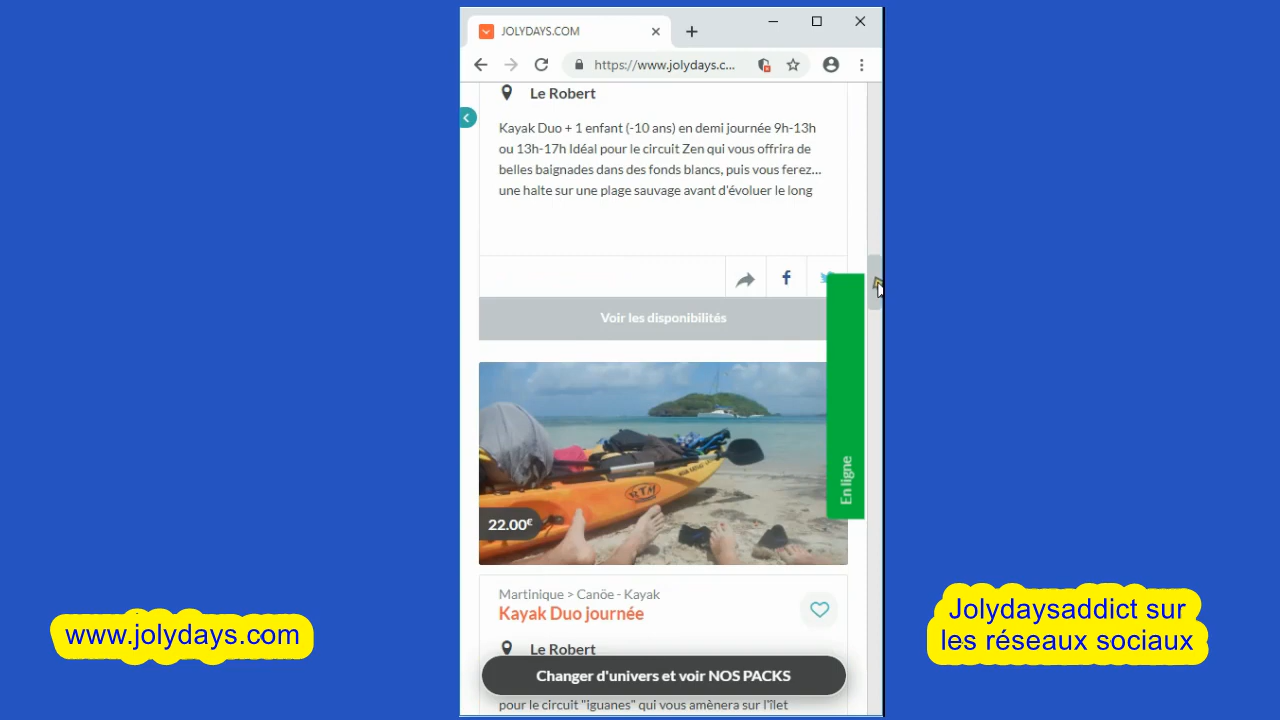 JOLYDAYS.COM
https://www.jolydays.c...
Le Robert
Kayak Duo + 1 enfant (-10 ans) en demi journée 9h-13h
ou 13h-17h Idéal pour le circuit Zen qui vous offrira de
belles baignades dans des fonds blancs, puis vous ferez...
une halte sur une plage sauvage avant d'évoluer le long
Voir les disponibilités
En ligne
RTM
22.00€
Martinique > Canöe - Kayak
Kayak Duo journée
Le Robert
Changer d'univers et voir NOS PACKS
pour le circuit "iguanes" qui vous amènera sur l'îlet
www.jolydays.com
Jolydaysaddict sur
les réseaux sociaux